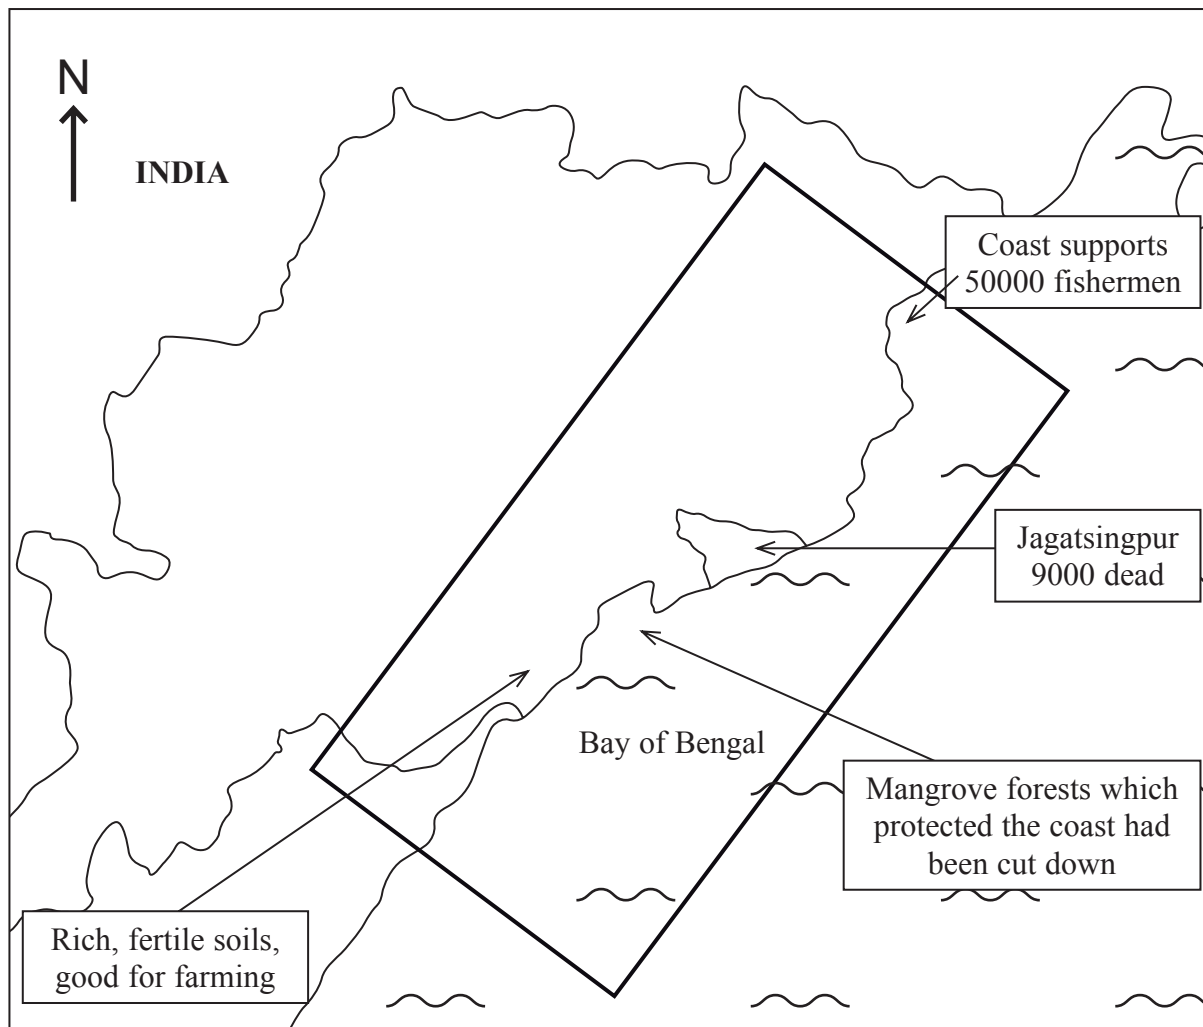 N
INDIA
Coast supports
50000 fishermen
Jagatsingpur
9000 dead
Bay of Bengal
Mangrove forests which
protected the coast had
been cut down
Rich, fertile soils,
good for farming